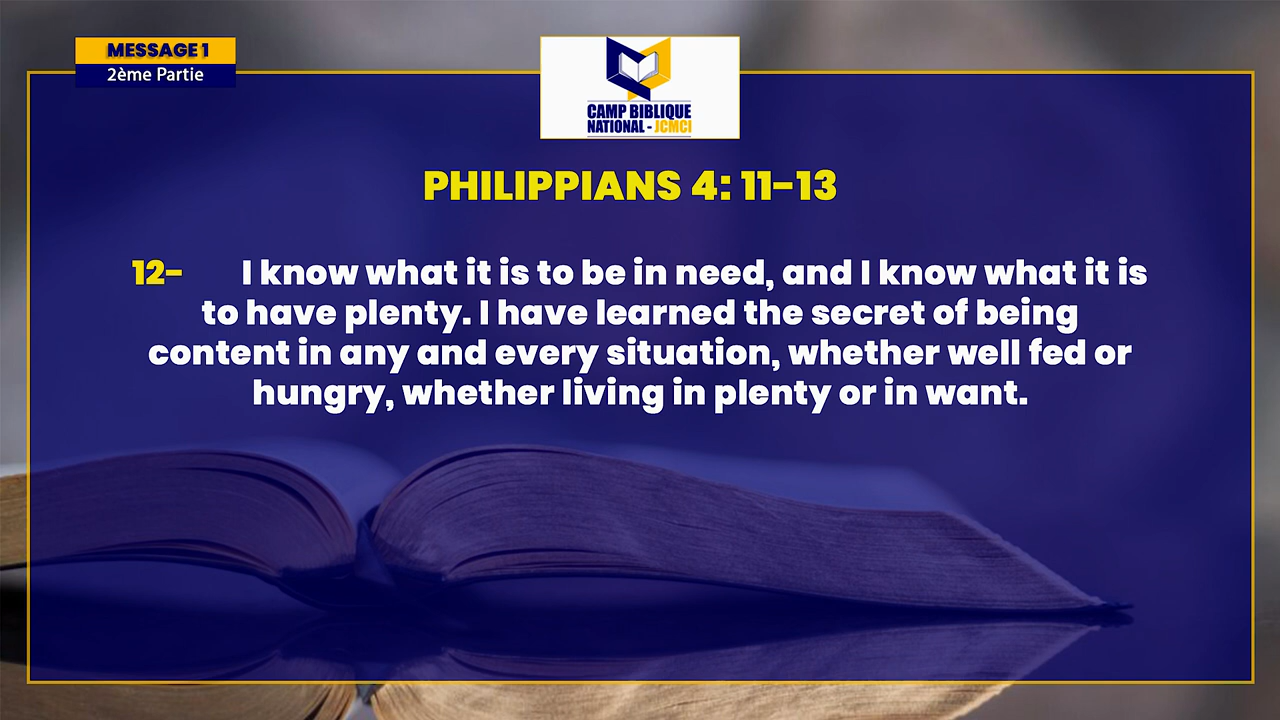 MESSAGE 1
2ème Partie
CAMP BIBLIQUE
NATIONAL - JCMCI
PHILIPPIANS 4: 11-13
12- I know what it is to be in need, and I know what it is
to have plenty. I have learned the secret of being
content in any and every situation, whether well fed or
hungry, whether living in plenty or in want.